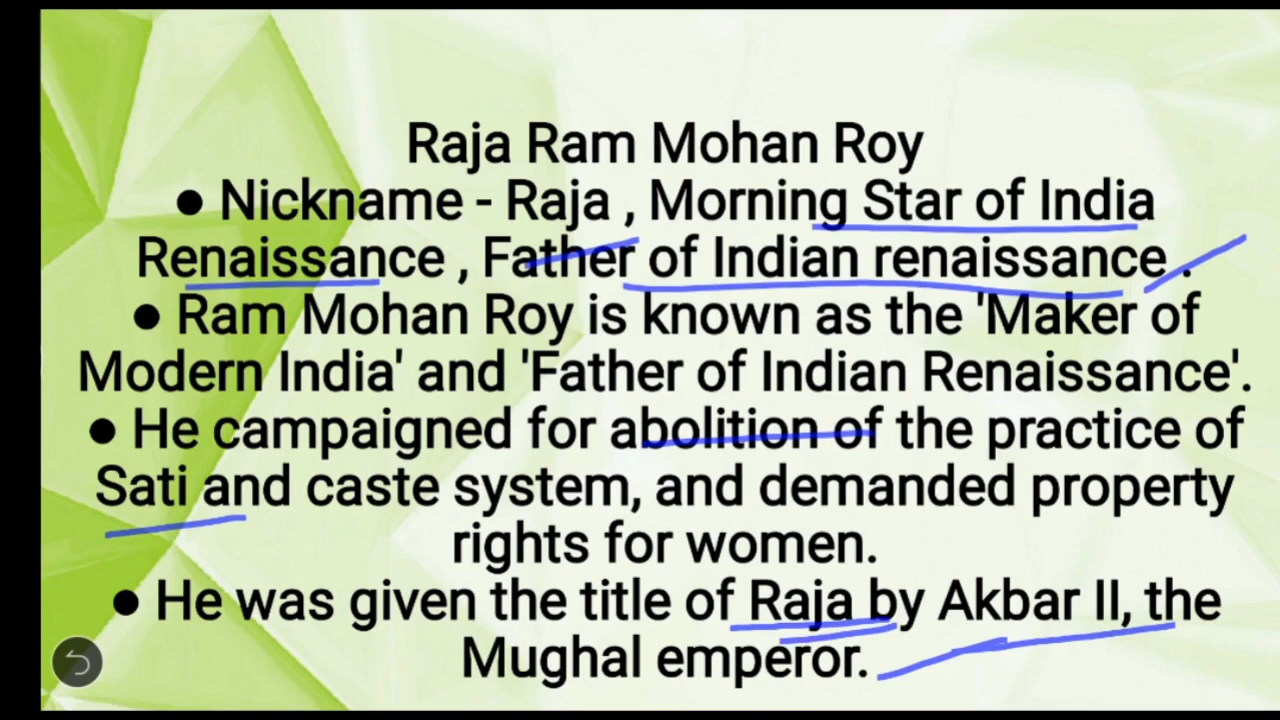 Raja Ram Mohan Roy
● Nickname - Raja , Morning Star of India
Renaissance , Father of Indian renaissance .
● Ram Mohan Roy is known as the 'Maker of
Modern India' and 'Father of Indian Renaissance'.
● He campaigned for abolition of the practice of
Sati and caste system, and demanded property
rights for women.
● He was given the title of Raja by Akbar II, the
Mughal emperor.